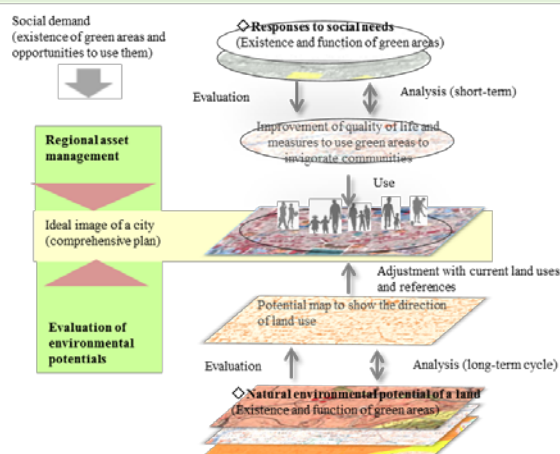 Social demand
(existence of green areas and
opportunities to use them)
◇Responses to social needs
(Existence and function of green areas)
Evaluation
Analysis (short-term)
Improvement of quality of life and
measures to use green areas to
invigorate communities
Use
Regional asset
management
Ideal image of a city
(comprehensive plan)
Adjustment with current land uses
and references
Potential map to show the direction
of land use
Evaluation of
environmental
potentials
Evaluation
Analysis (long-term cycle)
◇Natural environmental potential of a land
(Existence and function of green areas)